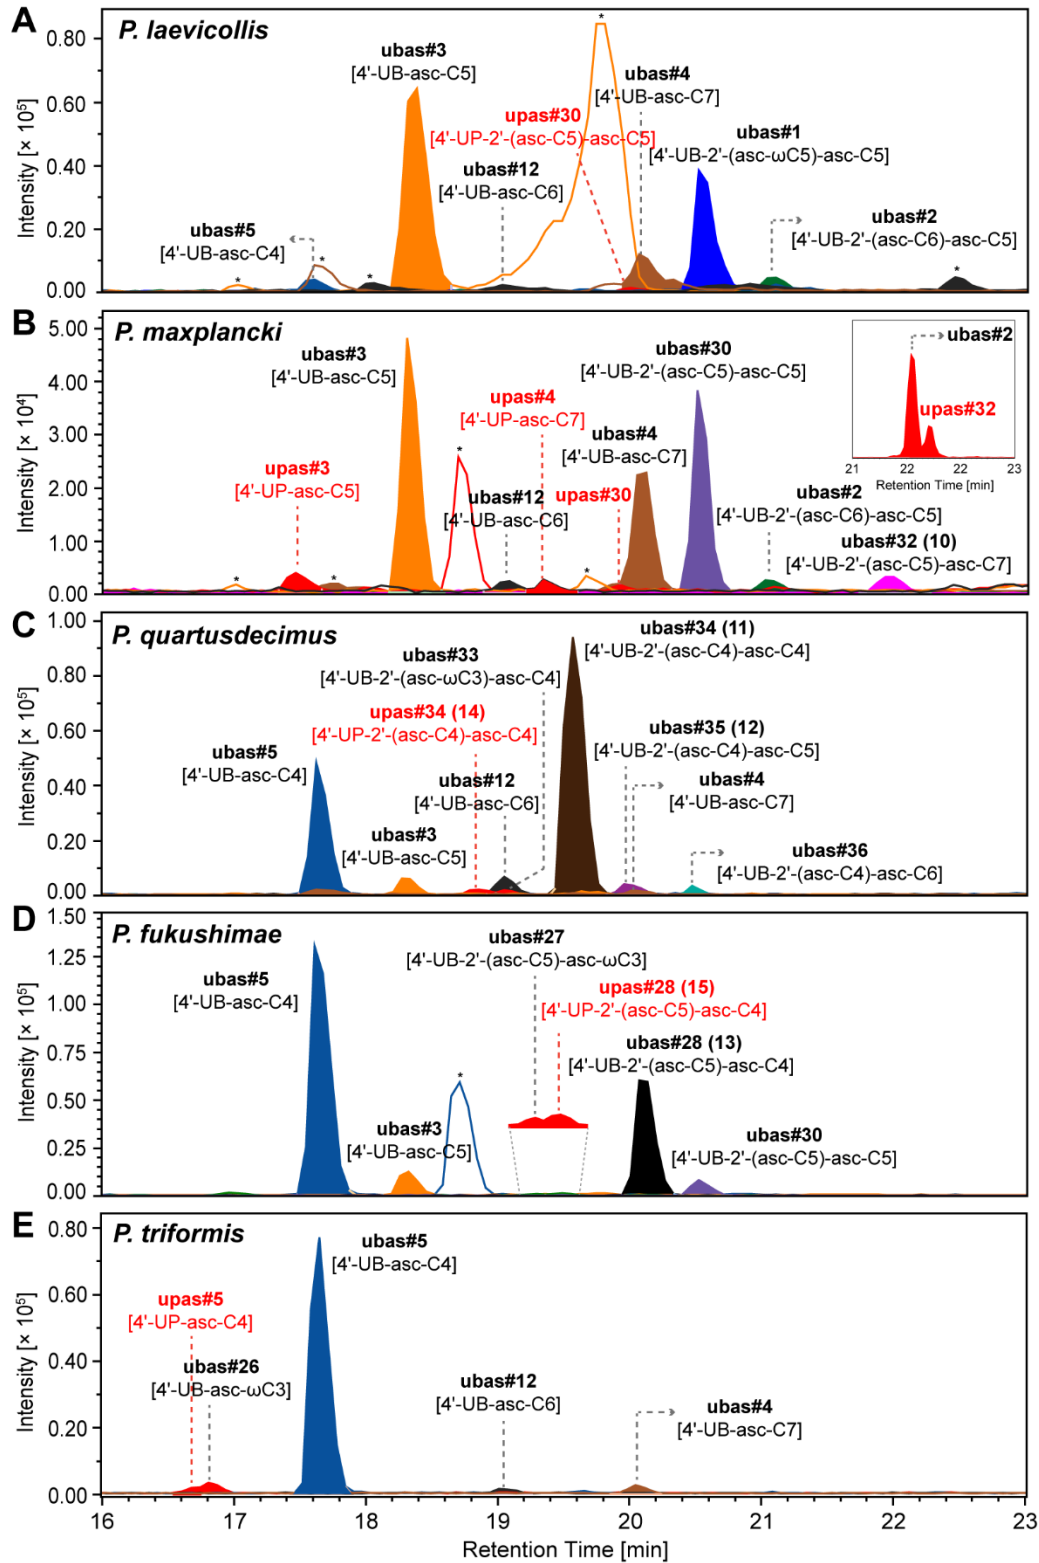 A
P. laevicollis
Intensity [× 10⁵]
0.80
0.60
0.40
0.20
0.00
ubas#5
[4'-UB-asc-C4]
*
*
*
ubas#3
[4'-UB-asc-C5]
ubas#12
[4'-UB-asc-C6]
upas#30
[4'-UP-2'-(asc-C5)-asc-C5]
*
ubas#4
[4'-UB-asc-C7]
ubas#1
[4'-UB-2'-(asc-ωC5)-asc-C5]
ubas#2
[4'-UB-2'-(asc-C6)-asc-C5]
*
B
P. maxplancki
Intensity [× 10⁴]
5.00
4.00
3.00
2.00
1.00
0.00
*
upas#3
[4'-UP-asc-C5]
*
ubas#3
[4'-UB-asc-C5]
*
ubas#12
[4'-UB-asc-C6]
upas#4
[4'-UP-asc-C7]
*
upas#30
ubas#4
[4'-UB-asc-C7]
ubas#30
[4'-UB-2'-(asc-C5)-asc-C5]
ubas#2
[4'-UB-2'-(asc-C6)-asc-C5]
ubas#32 (10)
[4'-UB-2'-(asc-C5)-asc-C7]
ubas#2
upas#32
21 22 22 23
Retention Time [min]
C
P. quartusdecimus
Intensity [× 10⁵]
1.00
0.80
0.60
0.40
0.20
0.00
ubas#5
[4'-UB-asc-C4]
ubas#3
[4'-UB-asc-C5]
upas#34 (14)
[4'-UP-2'-(asc-C4)-asc-C4]
ubas#12
[4'-UB-asc-C6]
ubas#33
[4'-UB-2'-(asc-ωC3)-asc-C4]
ubas#34 (11)
[4'-UB-2'-(asc-C4)-asc-C4]
ubas#35 (12)
[4'-UB-2'-(asc-C4)-asc-C5]
ubas#4
[4'-UB-asc-C7]
ubas#36
[4'-UB-2'-(asc-C4)-asc-C6]
D
P. fukushimae
Intensity [× 10⁵]
1.50
1.25
1.00
0.75
0.50
0.25
0.00
ubas#5
[4'-UB-asc-C4]
ubas#3
[4'-UB-asc-C5]
*
ubas#27
[4'-UB-2'-(asc-C5)-asc-ωC3]
upas#28 (15)
[4'-UP-2'-(asc-C5)-asc-C4]
ubas#28 (13)
[4'-UB-2'-(asc-C5)-asc-C4]
ubas#30
[4'-UB-2'-(asc-C5)-asc-C5]
E
P. triformis
Intensity [× 10⁵]
0.80
0.60
0.40
0.20
0.00
upas#5
[4'-UP-asc-C4]
ubas#26
[4'-UB-asc-ωC3]
ubas#5
[4'-UB-asc-C4]
ubas#12
[4'-UB-asc-C6]
ubas#4
[4'-UB-asc-C7]
16 17 18 19 20 21 22 23
Retention Time [min]